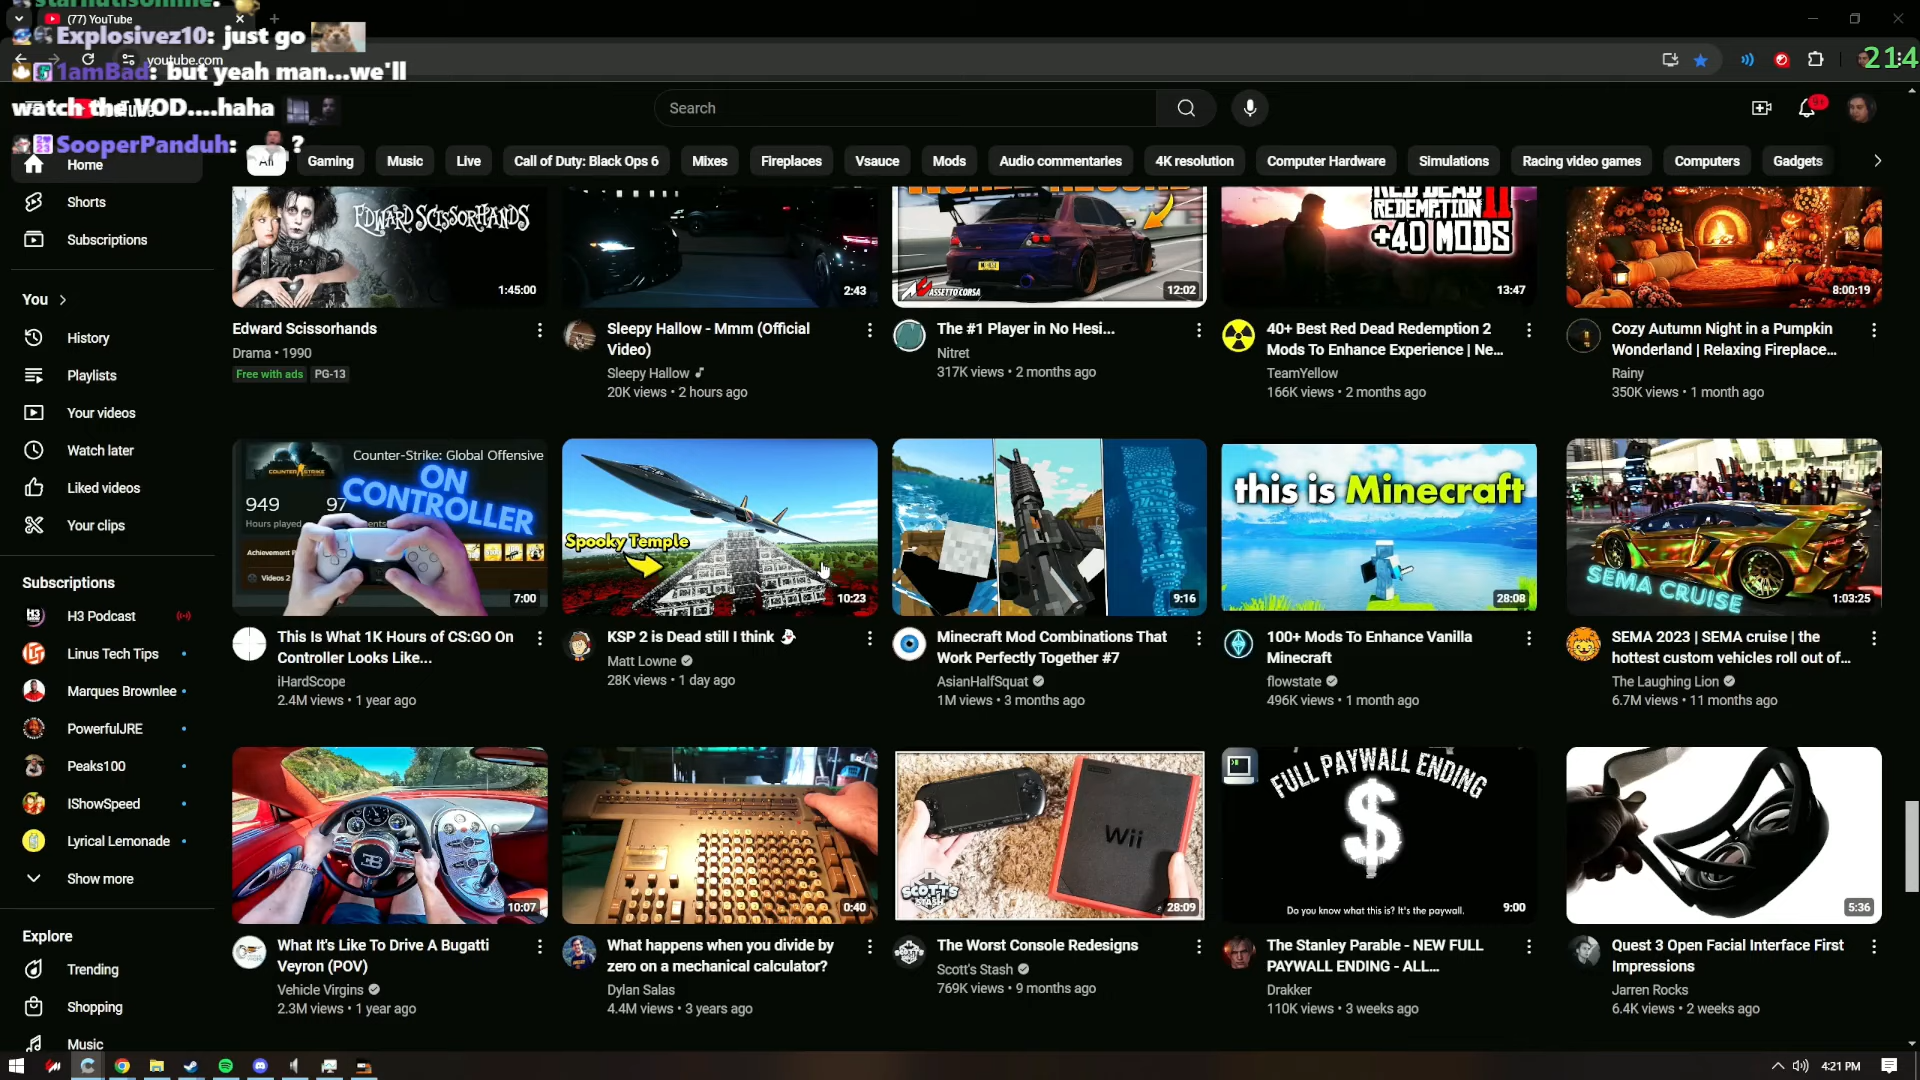 (77) YouTube
Explosivez10: just go
1amBad: but yeah man...we'll
watch the VOD....haha
SooperPanduh: ?
youtube.com
214
Search
9+
All
Gaming
Music
Live
Call of Duty: Black Ops 6
Mixes
Fireplaces
Vsauce
Mods
Audio commentaries
4K resolution
Computer Hardware
Simulations
Racing video games
Computers
Gadgets
Home
Shorts
Subscriptions
You
History
Playlists
Your videos
Watch later
Liked videos
Your clips
Subscriptions
H3 Podcast
Linus Tech Tips
Marques Brownlee
PowerfulJRE
Peaks100
IShowSpeed
Lyrical Lemonade
Show more
Explore
Trending
Shopping
Music
EDWARD SCISSORHANDS
1:45:00
Edward Scissorhands
Drama • 1990
Free with ads PG-13
2:43
Sleepy Hallow - Mmm (Official
Video)
Sleepy Hallow
20K views • 2 hours ago
WORLD RECORD
ASSETTO CORSA
12:02
The #1 Player in No Hesi...
Nitret
317K views • 2 months ago
RED DEAD
REDEMPTION II
+40 MODS
13:47
40+ Best Red Dead Redemption 2
Mods To Enhance Experience | Ne...
TeamYellow
166K views • 2 months ago
8:00:19
Cozy Autumn Night in a Pumpkin
Wonderland | Relaxing Fireplace...
Rainy
350K views • 1 month ago
Counter-Strike: Global Offensive
COUNTER STRIKE
949
97
Hours played
ON
CONTROLLER
Videos 2
7:00
This Is What 1K Hours of CS:GO On
Controller Looks Like...
iHardScope
2.4M views • 1 year ago
Spooky Temple
10:23
KSP 2 is Dead still I think
Matt Lowne
28K views • 1 day ago
9:16
Minecraft Mod Combinations That
Work Perfectly Together #7
AsianHalfSquat
1M views • 3 months ago
this is Minecraft
28:08
100+ Mods To Enhance Vanilla
Minecraft
flowstate
496K views • 1 month ago
SEMA CRUISE
1:03:25
SEMA 2023 | SEMA cruise | the
hottest custom vehicles roll out of...
The Laughing Lion
6.7M views • 11 months ago
10:07
What It's Like To Drive A Bugatti
Veyron (POV)
Vehicle Virgins
2.3M views • 1 year ago
0:40
What happens when you divide by
zero on a mechanical calculator?
Dylan Salas
4.4M views • 3 years ago
Wii
SCOTT'S
STASH
28:09
The Worst Console Redesigns
Scott's Stash
769K views • 9 months ago
FULL PAYWALL ENDING
$
Do you know what this is? It's the paywall.
9:00
The Stanley Parable - NEW FULL
PAYWALL ENDING - ALL...
Drakker
110K views • 3 weeks ago
5:36
Quest 3 Open Facial Interface First
Impressions
Jarren Rocks
6.4K views • 2 weeks ago
4:21 PM